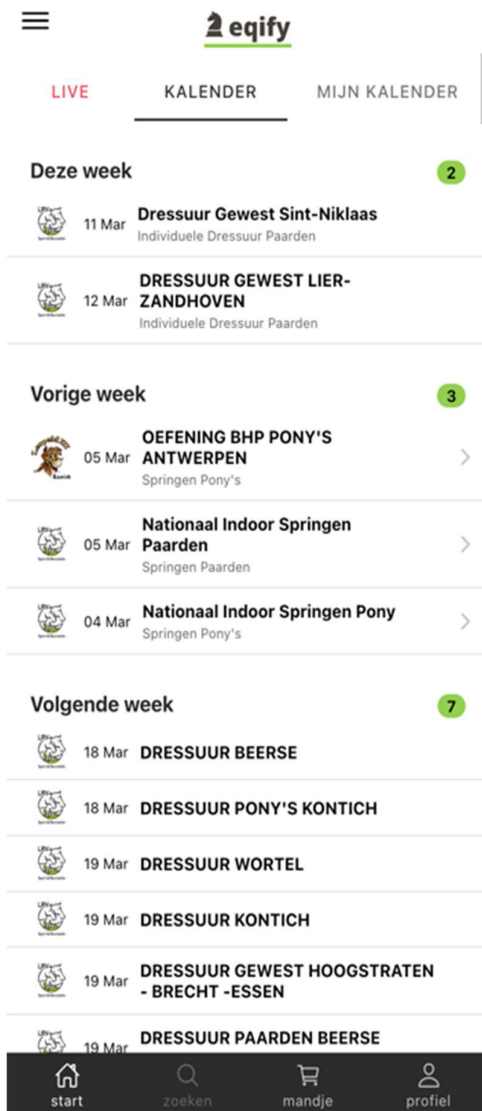 eqify
LIVE KALENDER MIJN KALENDER
Deze week 2
11 Mar Dressuur Gewest Sint-Niklaas
Individuele Dressuur Paarden
DRESSUUR GEWEST LIER-
12 Mar ZANDHOVEN
Individuele Dressuur Paarden
Vorige week 3
OEFENING BHP PONY'S
05 Mar ANTWERPEN
Springen Pony's
Nationaal Indoor Springen
05 Mar Paarden
Springen Paarden
04 Mar Nationaal Indoor Springen Pony
Springen Pony's
Volgende week 7
18 Mar DRESSUUR BEERSE
18 Mar DRESSUUR PONY'S KONTICH
19 Mar DRESSUUR WORTEL
19 Mar DRESSUUR KONTICH
19 Mar DRESSUUR GEWEST HOOGSTRATEN
- BRECHT -ESSEN
19 Mar DRESSUUR PAARDEN BEERSE
start zoeken mandje profiel